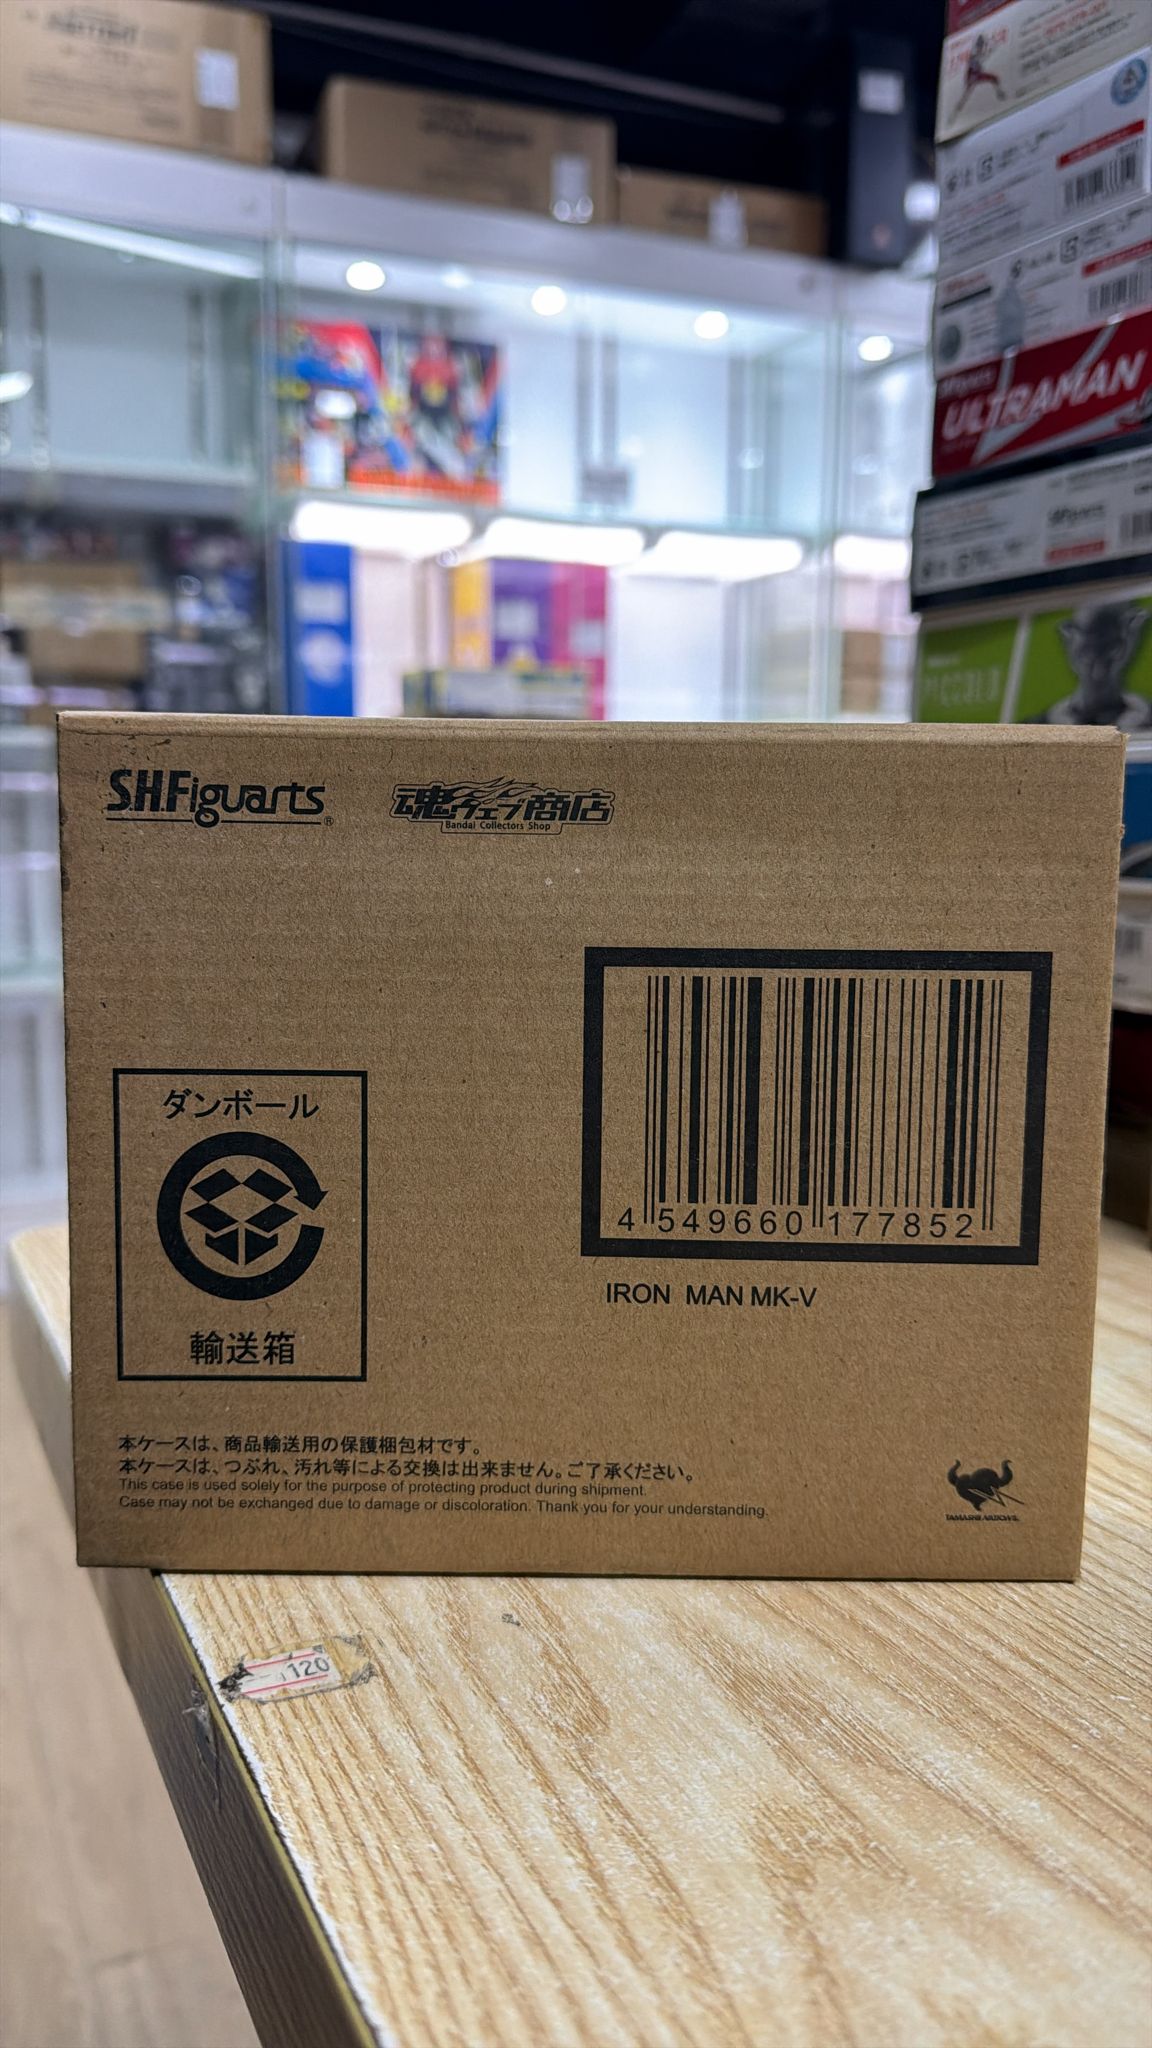 ULTRAMAN
PICCOLO
S.H.Figuarts®
魂ウェブ商店
Bandai Collectors Shop
4 549660 177852
IRON MAN MK-V
ダンボール
輸送箱
本ケースは、商品輸送用の保護梱包材です。
本ケースは、つぶれ、汚れ等による交換は出来ません。ご了承ください。
This case is used solely for the purpose of protecting product during shipment.
Case may not be exchanged due to damage or discoloration. Thank you for your understanding.
TAMASHII NATIONS
120